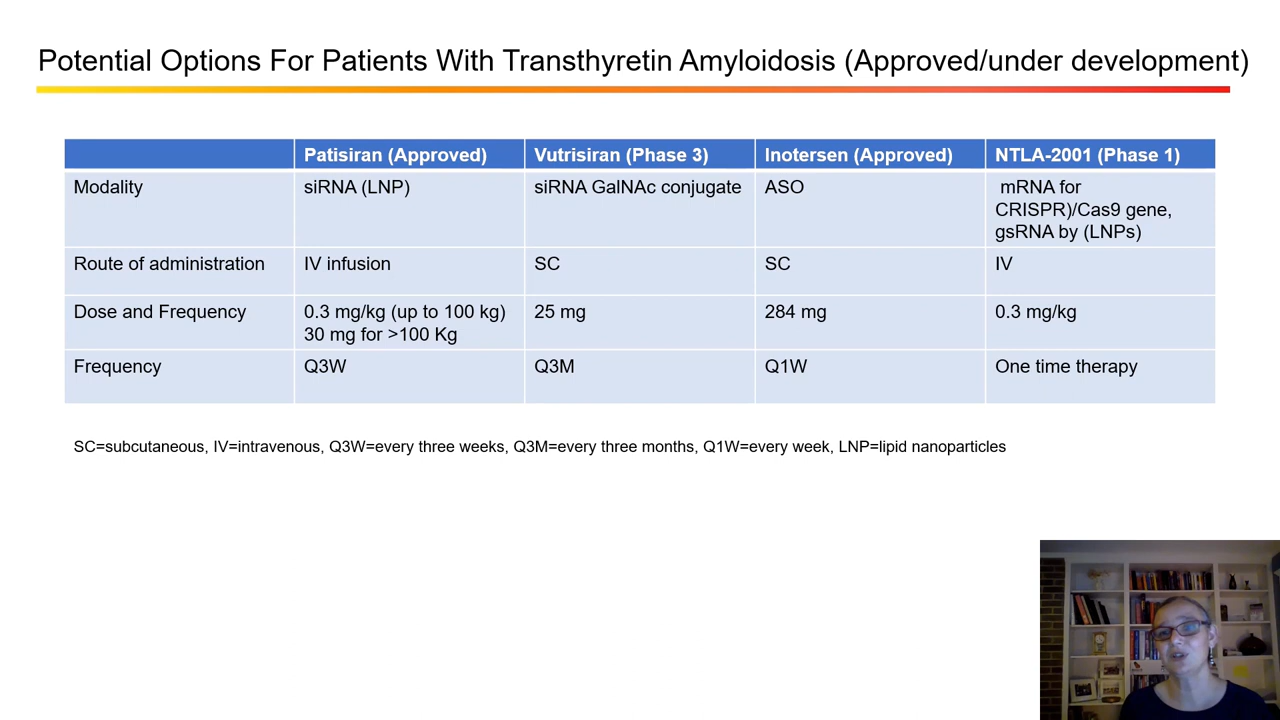 Potential Options For Patients With Transthyretin Amyloidosis (Approved/under development)
Patisiran (Approved) Vutrisiran (Phase 3) Inotersen (Approved) NTLA-2001 (Phase 1)
Modality siRNA (LNP) siRNA GalNAc conjugate ASO mRNA for
CRISPR)/Cas9 gene,
gsRNA by (LNPs)
Route of administration IV infusion SC SC IV
Dose and Frequency 0.3 mg/kg (up to 100 kg) 25 mg 284 mg 0.3 mg/kg
30 mg for >100 Kg
Frequency Q3W Q3M Q1W One time therapy
SC=subcutaneous, IV=intravenous, Q3W=every three weeks, Q3M=every three months, Q1W=every week, LNP=lipid nanoparticles